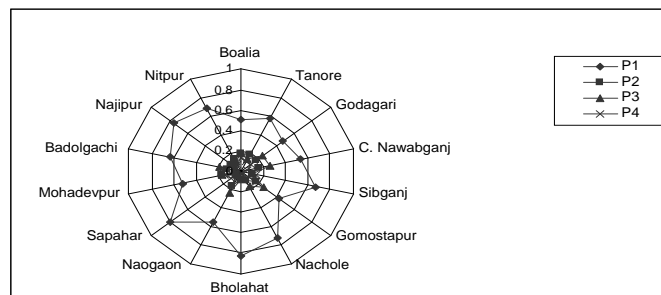 Boalia
Tanore
Godagari
C. Nawabganj
Sibganj
Gomostapur
Nachole
Bholahat
Naogaon
Sapahar
Mohadevpur
Badolgachi
Najipur
Nitpur
1
0.8
0.6
0.4
0.2
0
P1
P2
P3
P4